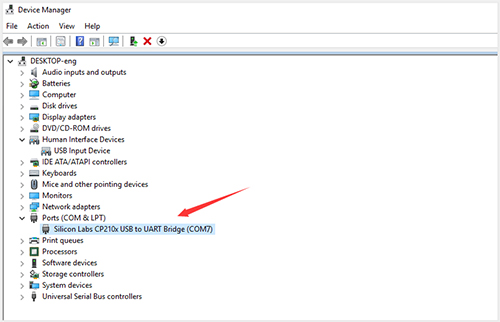 Device Manager
File Action View Help
DESKTOP-eng
Audio inputs and outputs
Batteries
Computer
Disk drives
Display adapters
DVD/CD-ROM drives
Human Interface Devices
USB Input Device
IDE ATA/ATAPI controllers
Keyboards
Mice and other pointing devices
Monitors
Network adapters
Ports (COM & LPT)
Silicon Labs CP210x USB to UART Bridge (COM7)
Print queues
Processors
Software devices
Storage controllers
System devices
Universal Serial Bus controllers